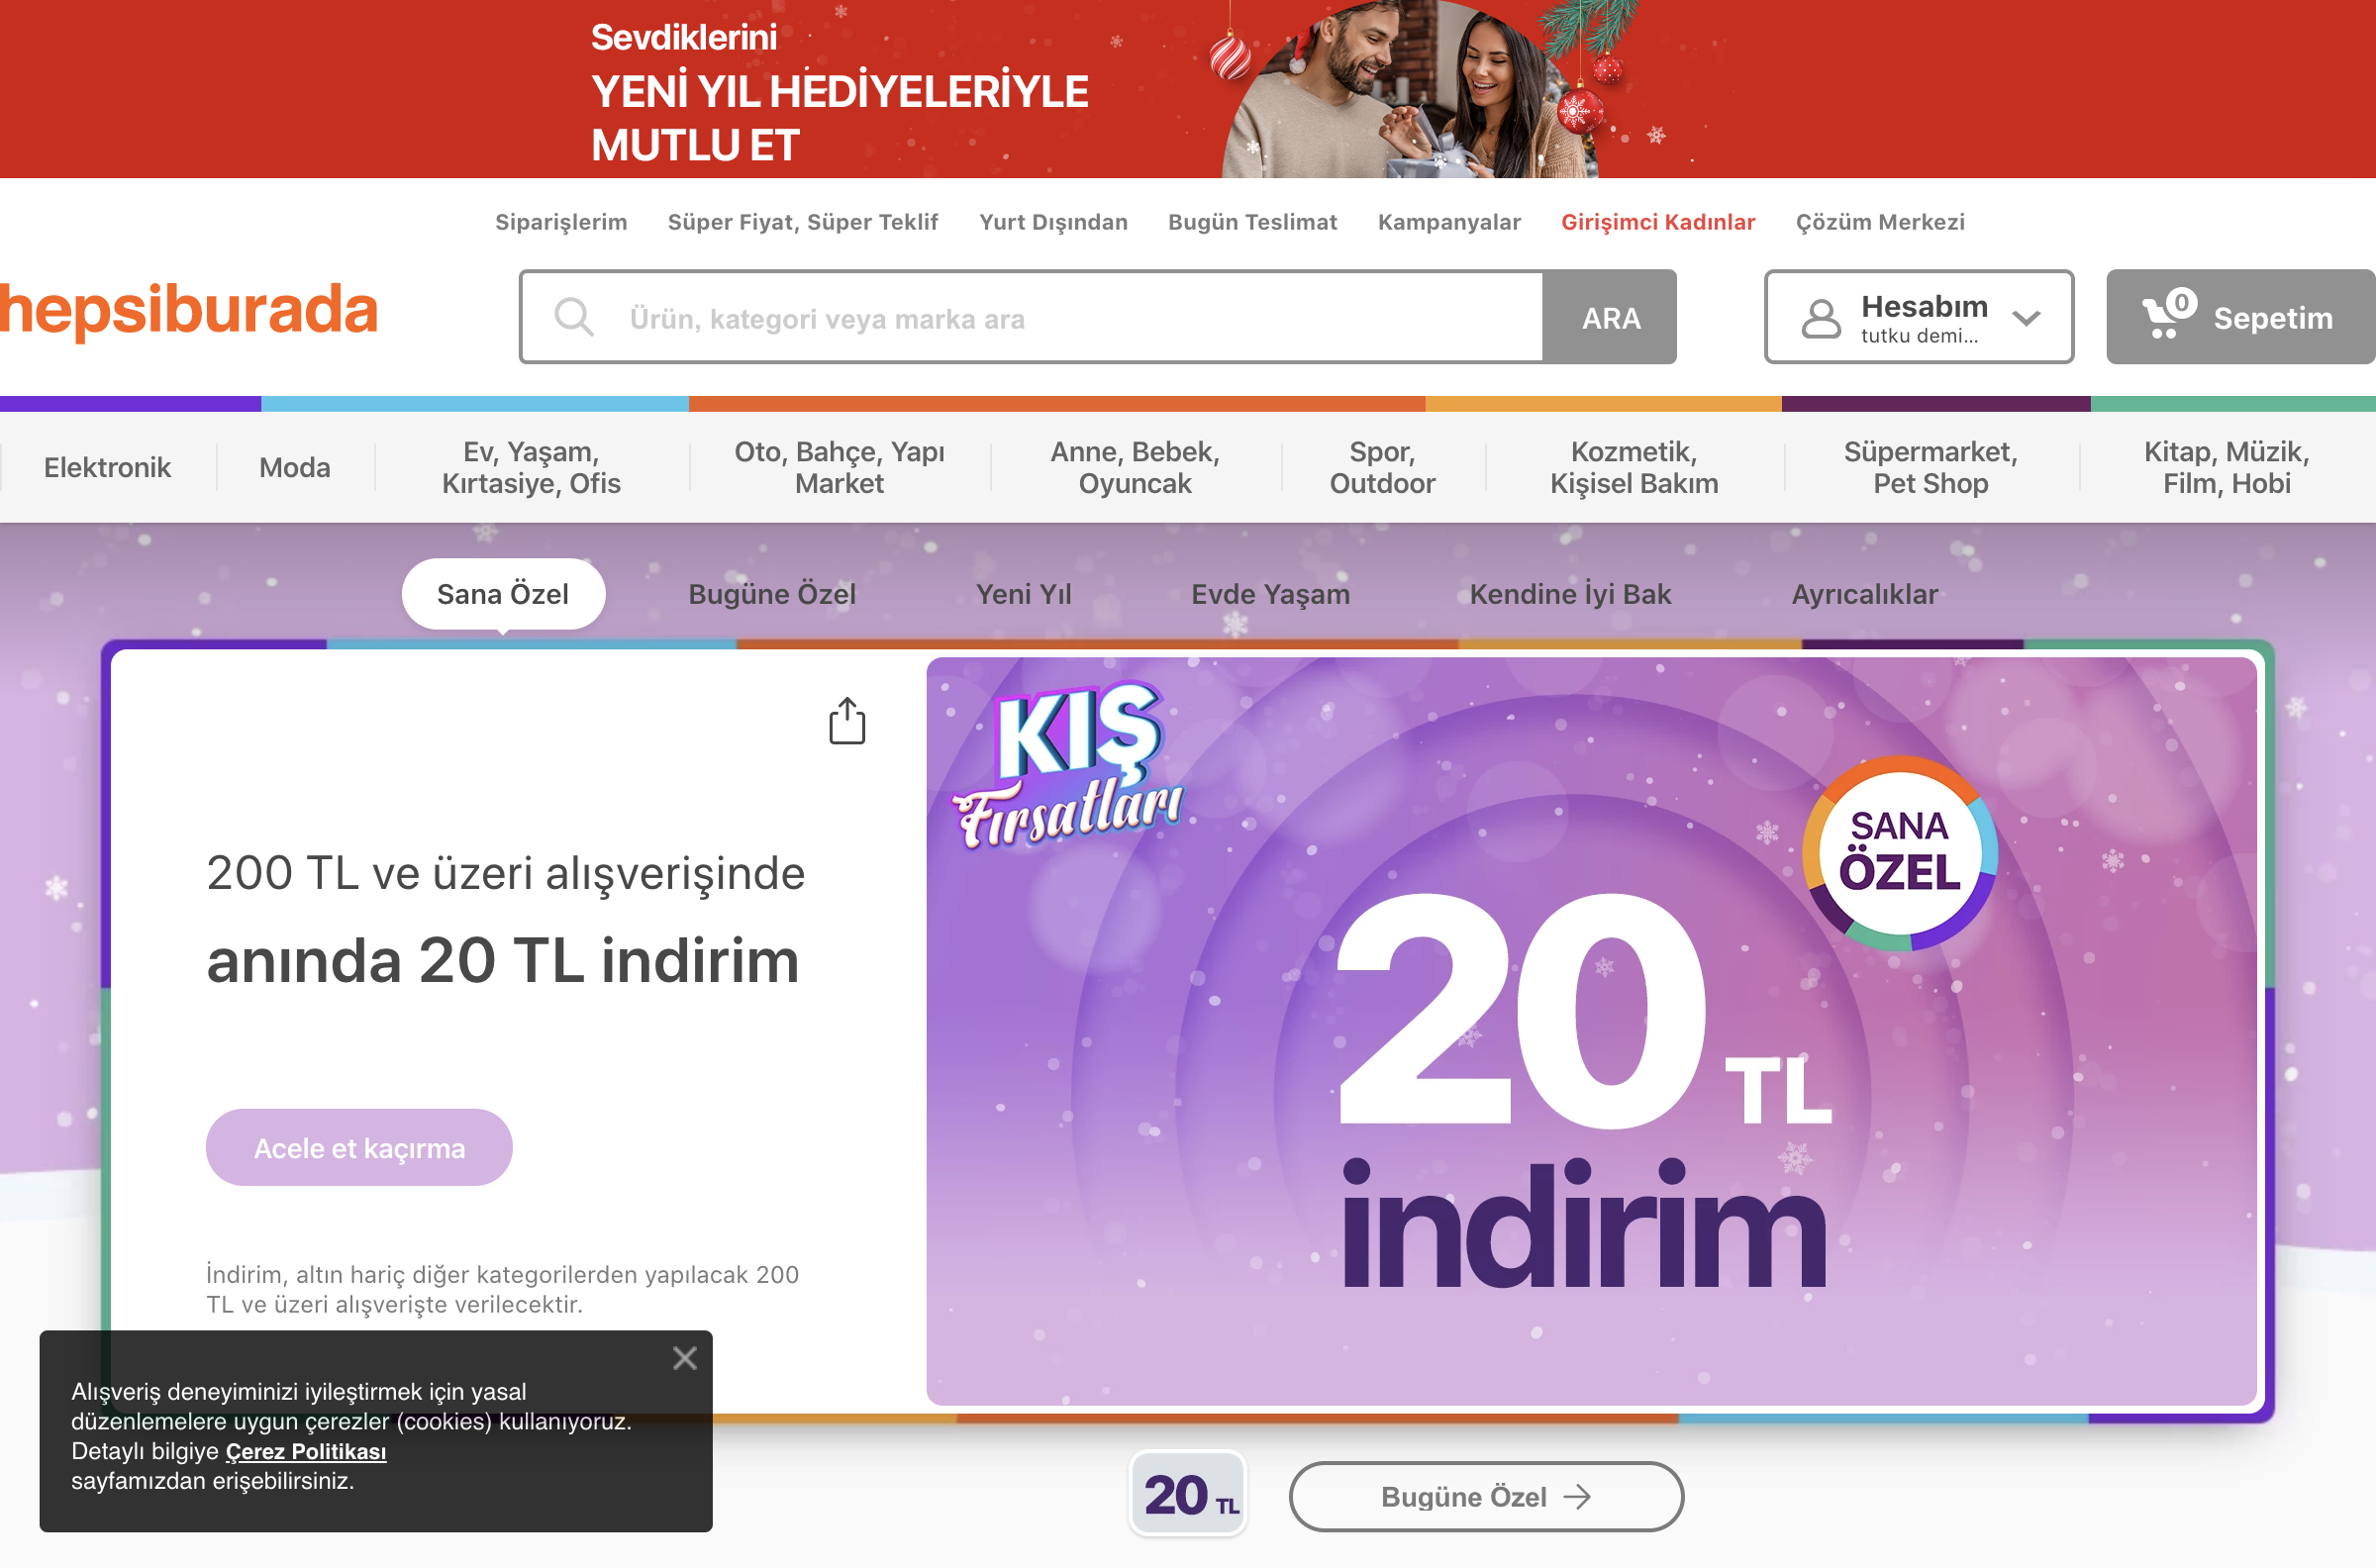 Sevdiklerini
YENİ YIL HEDİYELERİYLE
MUTLU ET
Siparişlerim
Süper Fiyat, Süper Teklif
Yurt Dışından
Bugün Teslimat
Kampanyalar
Girişimci Kadınlar
Çözüm Merkezi
hepsiburada
Ürün, kategori veya marka ara
ARA
Hesabım
tutku demi...
0
Sepetim
Elektronik
Moda
Ev, Yaşam,
Kırtasiye, Ofis
Oto, Bahçe, Yapı
Market
Anne, Bebek,
Oyuncak
Spor,
Outdoor
Kozmetik,
Kişisel Bakım
Süpermarket,
Pet Shop
Kitap, Müzik,
Film, Hobi
Sana Özel
Bugüne Özel
Yeni Yıl
Evde Yaşam
Kendine İyi Bak
Ayrıcalıklar
200 TL ve üzeri alışverişinde
anında 20 TL indirim
Acele et kaçırma
İndirim, altın hariç diğer kategorilerden yapılacak 200
TL ve üzeri alışverişte verilecektir.
KIŞ
Fırsatları
SANA
ÖZEL
20 TL
indirim
Alışveriş deneyiminizi iyileştirmek için yasal
düzenlemelere uygun çerezler (cookies) kullanıyoruz.
Detaylı bilgiye Çerez Politikası
sayfamızdan erişebilirsiniz.
20 TL
Bugüne Özel